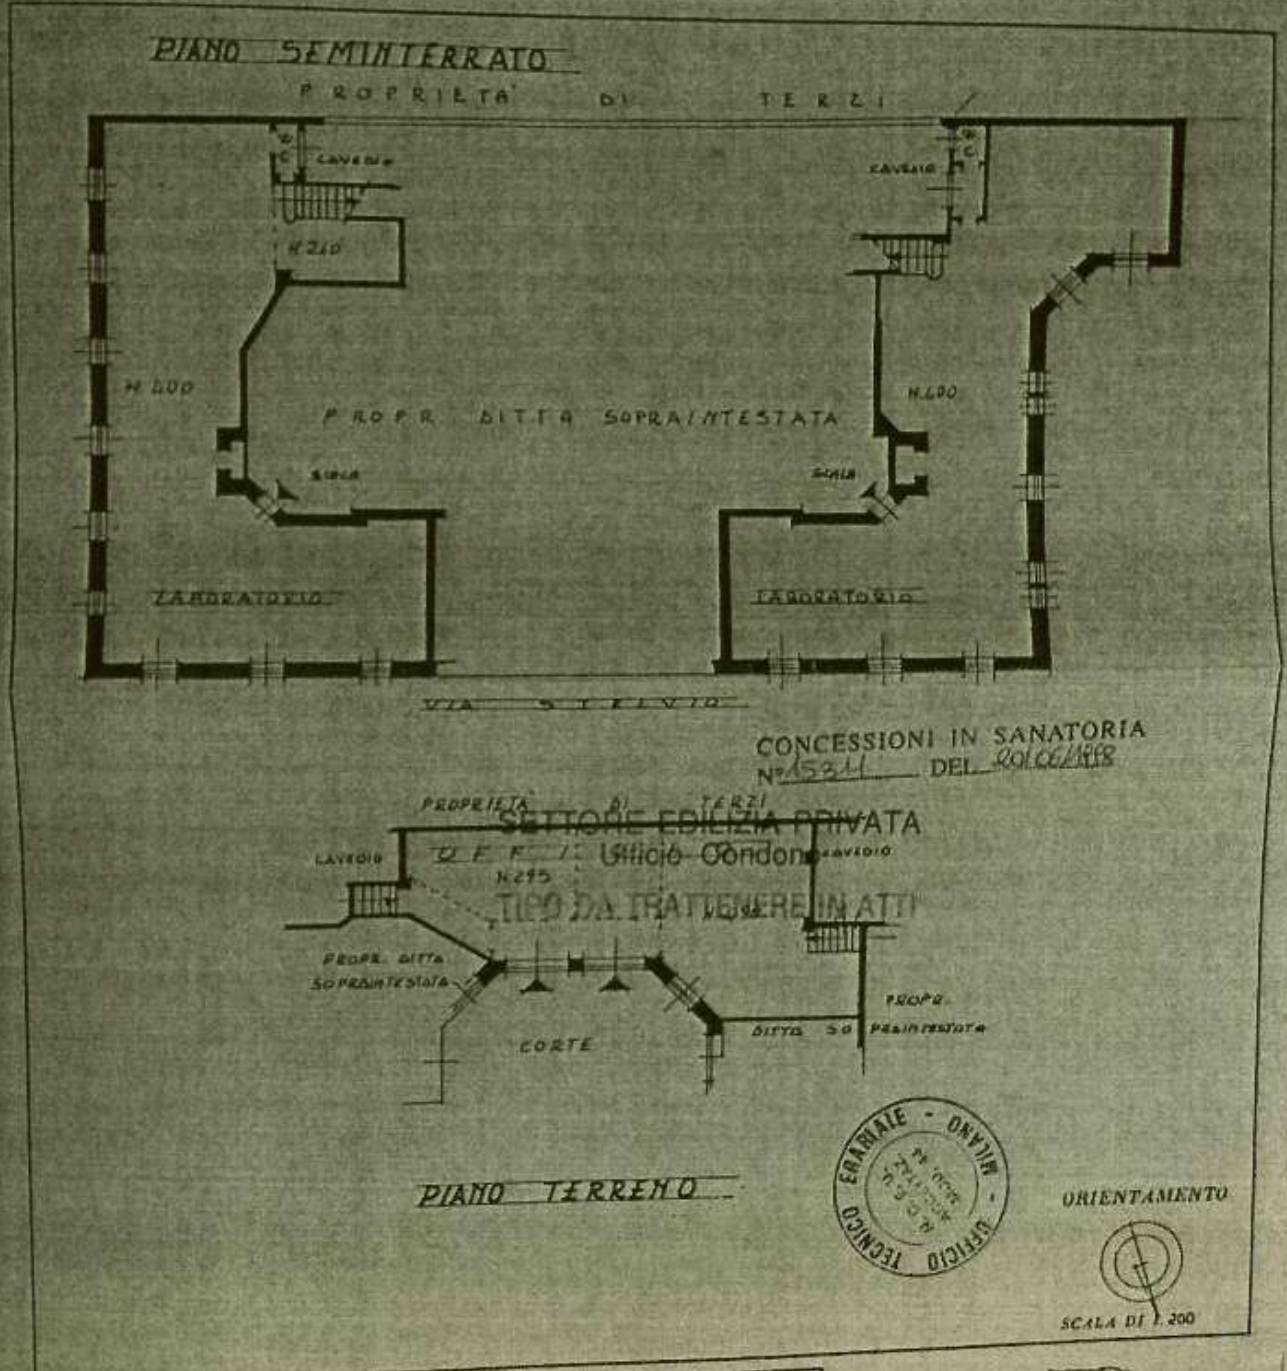 PIANO SEMINTERRATO
PROPRIETA' DI TERZI
W C
CAVEDIO
W C
CAVEDIO
H 210
H. 400
H. 400
PROPR DITTA SOPRAINTESTATA
SCALA
SCALA
LABORATORIO
LABORATORIO
VIA STELVIO
CONCESSIONI IN SANATORIA
N° DEL 20/06/1998
PROPRIETA' DI TERZI
SETTORE EDILIZIA PRIVATA
CAVEDIO
Ufficio Condono
CAVEDIO
H 295
TIPO DA TRATTENERE IN ATTI
PROPR. DITTA
SOPRAINTESTATA
PROPR.
DITTA SOPRAINTESTATA
CORTE
PIANO TERRENO
UFFICIO TECNICO ERARIALE - MILANO -
N. C. E. U.
ORIENTAMENTO
SCALA DI 1: 200